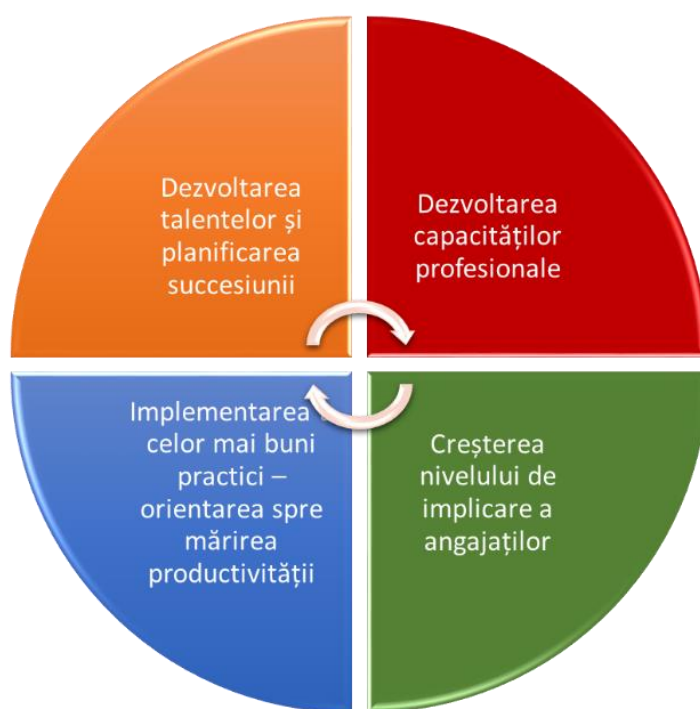 Dezvoltarea
talentelor și
planificarea
succesiunii
Dezvoltarea
capacităților
profesionale
Implementarea
celor mai buni
practici –
orientarea spre
mărirea
productivității
Creșterea
nivelului de
implicare a
angajaților